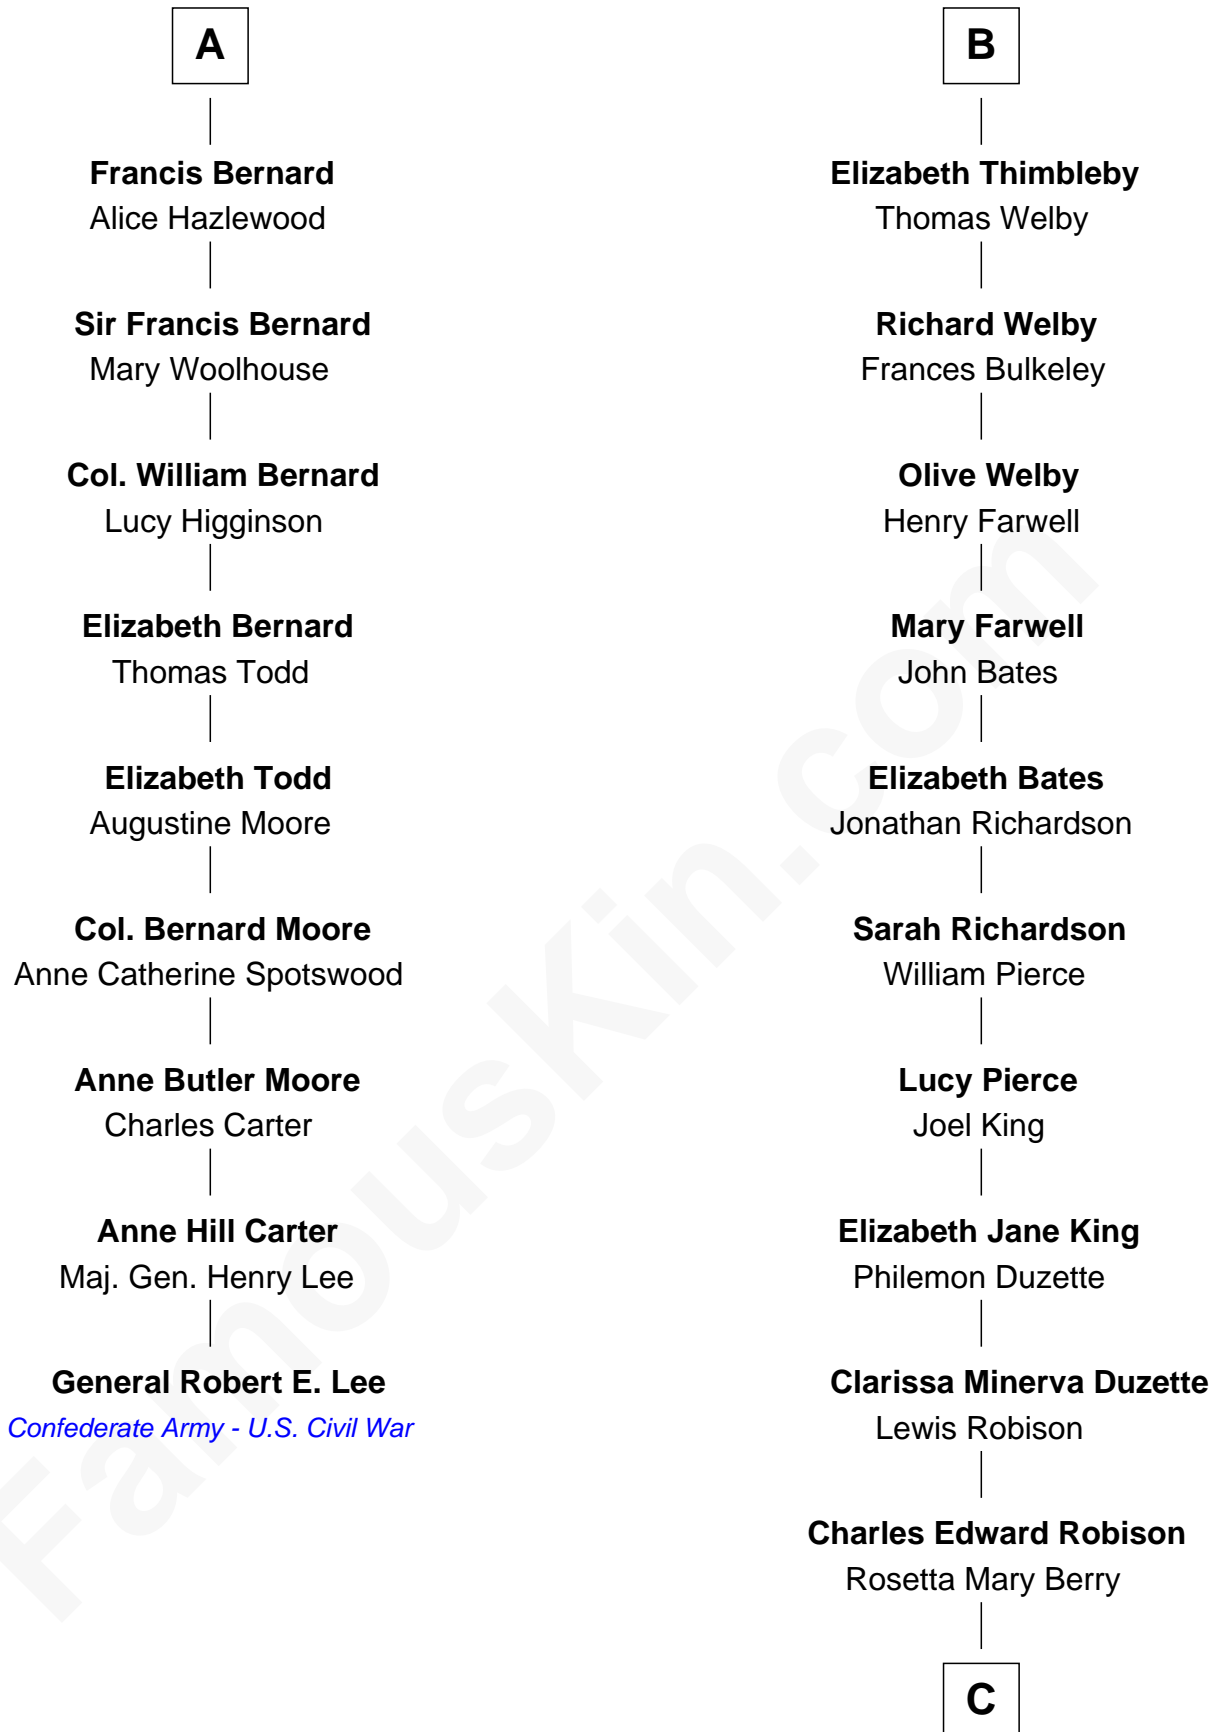 A
Francis Bernard
Alice Hazlewood
Sir Francis Bernard
Mary Woolhouse
Col. William Bernard
Lucy Higginson
Elizabeth Bernard
Thomas Todd
Elizabeth Todd
Augustine Moore
Col. Bernard Moore
Anne Catherine Spotswood
Anne Butler Moore
Charles Carter
Anne Hill Carter
Maj. Gen. Henry Lee
General Robert E. Lee
Confederate Army - U.S. Civil War
B
Elizabeth Thimbleby
Thomas Welby
Richard Welby
Frances Bulkeley
Olive Welby
Henry Farwell
Mary Farwell
John Bates
Elizabeth Bates
Jonathan Richardson
Sarah Richardson
William Pierce
Lucy Pierce
Joel King
Elizabeth Jane King
Philemon Duzette
Clarissa Minerva Duzette
Lewis Robison
Charles Edward Robison
Rosetta Mary Berry
C
FamousKin.com